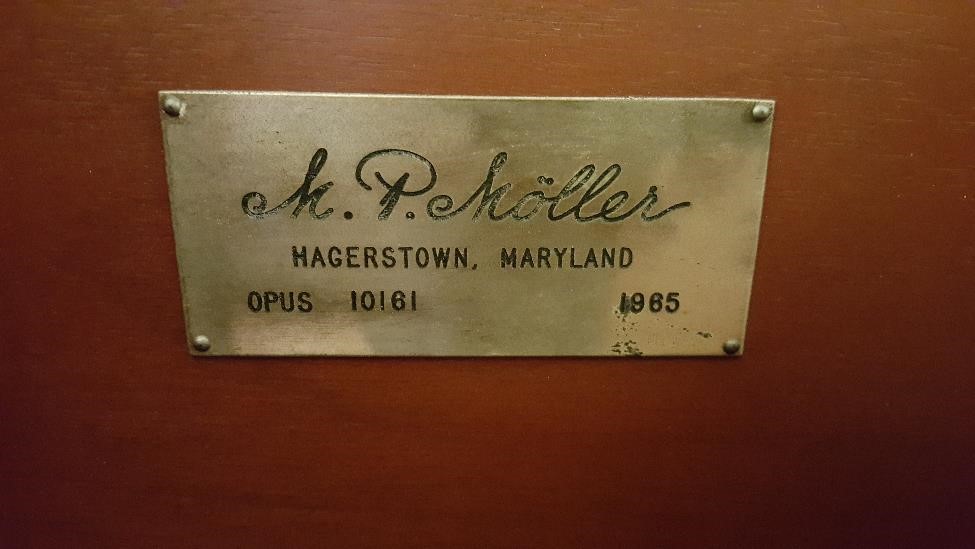 M. P. Möller
HAGERSTOWN, MARYLAND
OPUS 10161 1965